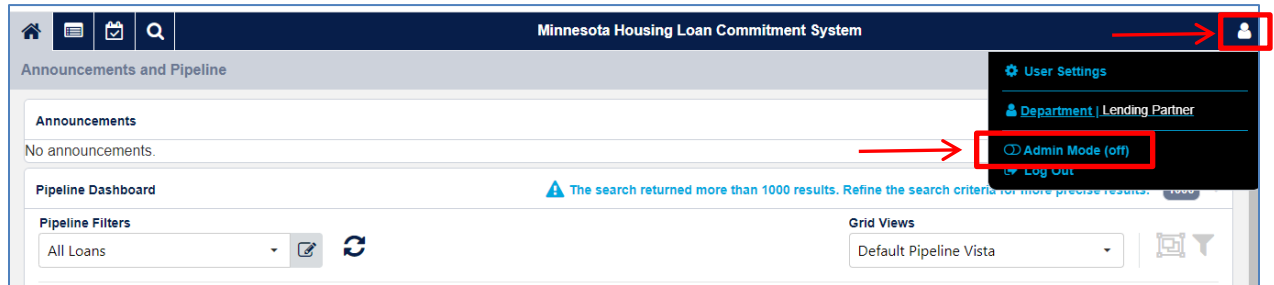 Minnesota Housing Loan Commitment System
Announcements and Pipeline
User Settings
Department | Lending Partner
Admin Mode (off)
Log Out
Announcements
No announcements.
Pipeline Dashboard
The search returned more than 1000 results. Refine the search criteria for more precise results. 1000
Pipeline Filters
All Loans
Grid Views
Default Pipeline Vista